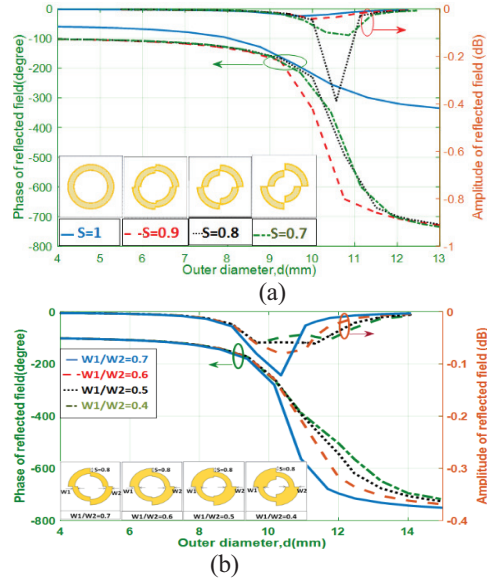 Phase of reflected field(degree)
0
-100
-200
-300
-400
-500
-600
-700
-800
0
-0.2
-0.4
-0.6
-0.8
-1
Amplitude of reflected field (dB)
S=1
S=0.9
S=0.8
S=0.7
4 5 6 7 8 9 10 11 12 13
Outer diameter,d(mm)
(a)
Phase of reflected field(degree)
0
-200
-400
-600
-800
0
-0.1
-0.2
-0.3
-0.4
Amplitude of reflected field(dB)
W1/W2=0.7
W1/W2=0.6
W1/W2=0.5
W1/W2=0.4
S=0.8 S=0.8 S=0.8 S=0.8
W1 W2 W1 W2 W1 W2 W1 W2
W1/W2=0.7 W1/W2=0.6 W1/W2=0.5 W1/W2=0.4
4 6 8 10 12 14
Outer diameter,d(mm)
(b)